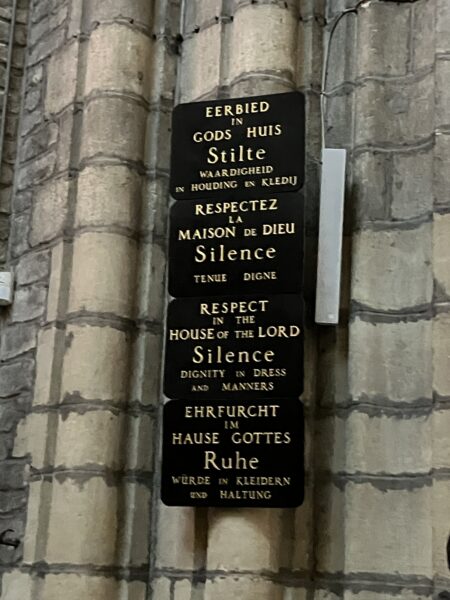 EERBIED
IN
GODS HUIS
Stilte
WAARDIGHEID
IN HOUDING EN KLEDIJ
RESPECTEZ
LA
MAISON DE DIEU
Silence
TENUE DIGNE
RESPECT
IN THE
HOUSE OF THE LORD
Silence
DIGNITY IN DRESS
AND MANNERS
EHRFURCHT
IM
HAUSE GOTTES
Ruhe
WÜRDE IN KLEIDERN
UND HALTUNG